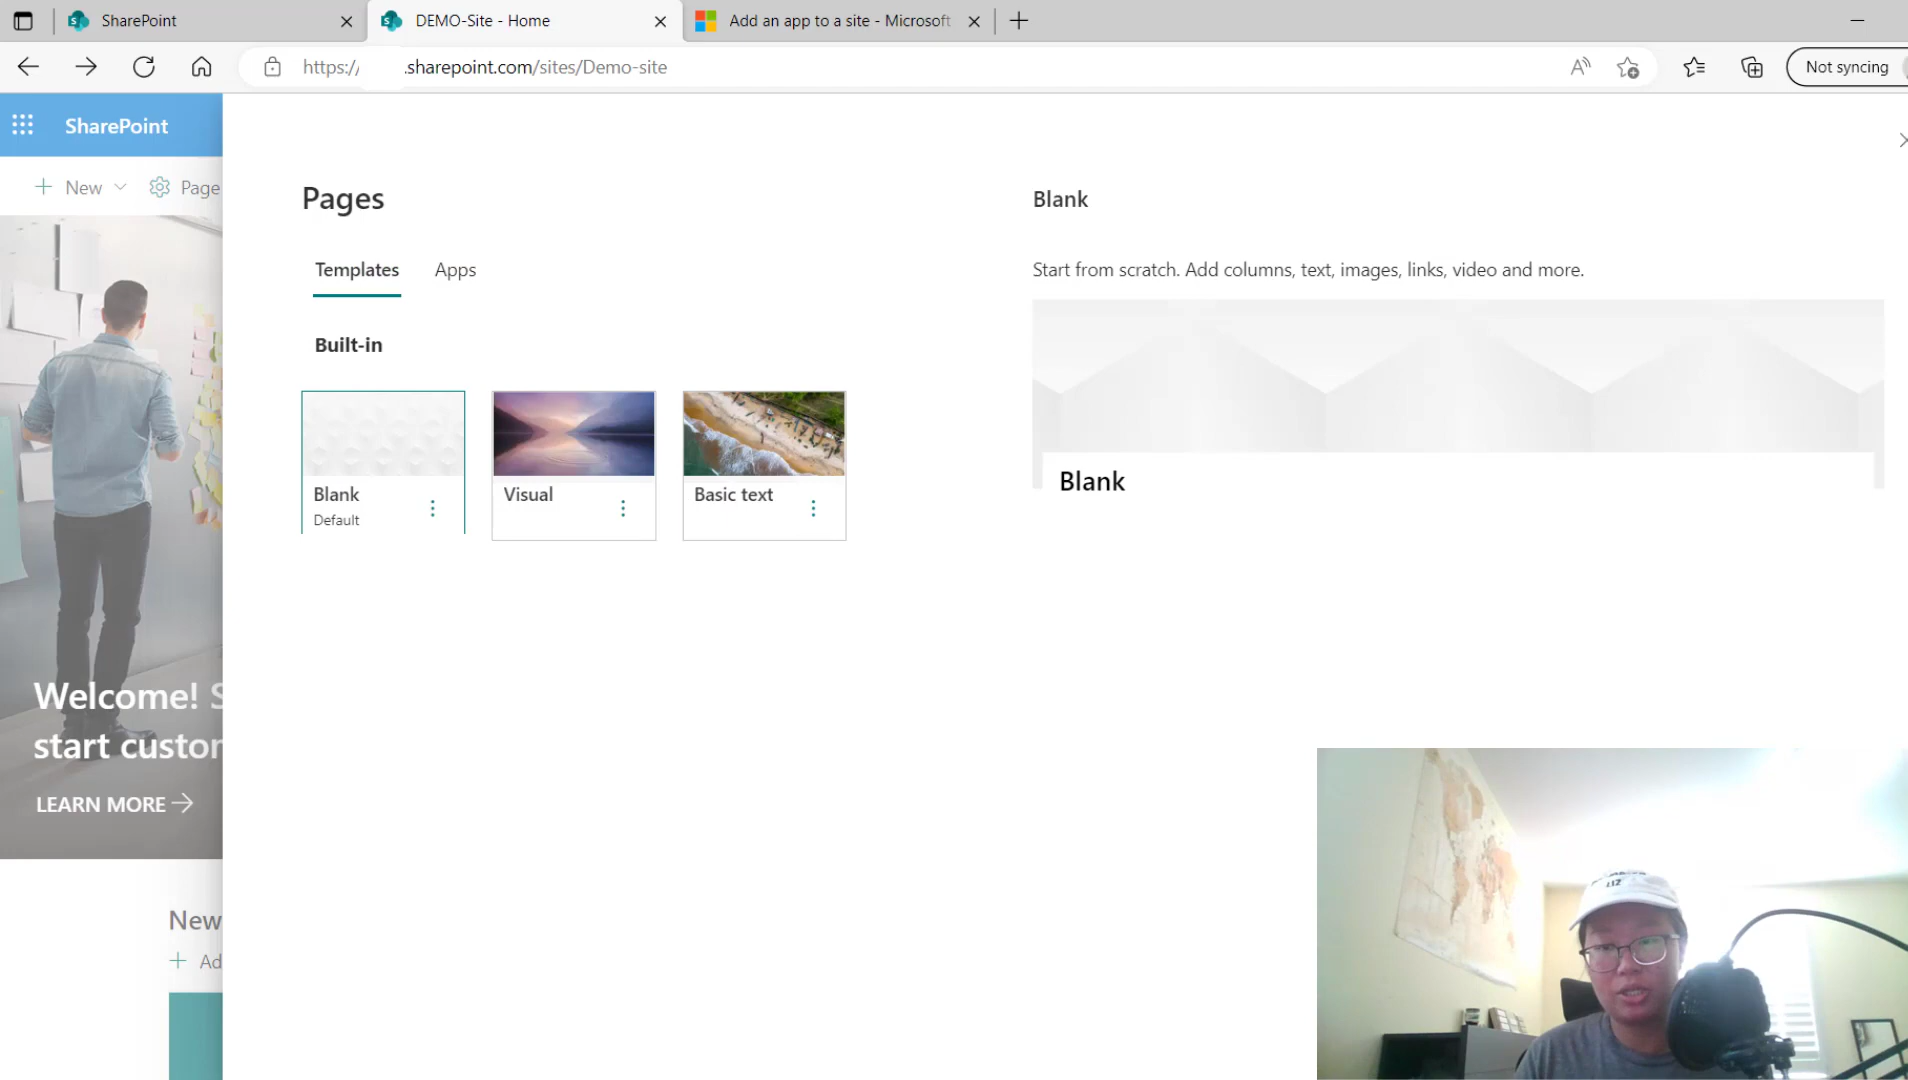 SharePoint
DEMO-Site - Home
Add an app to a site - Microsoft
https:// .sharepoint.com/sites/Demo-site
Not syncing
SharePoint
New
Page
Pages
Templates
Apps
Built-in
Blank
Default
Visual
Basic text
Blank
Start from scratch. Add columns, text, images, links, video and more.
Blank
Welcome! S
start custom
LEARN MORE
New
Ad